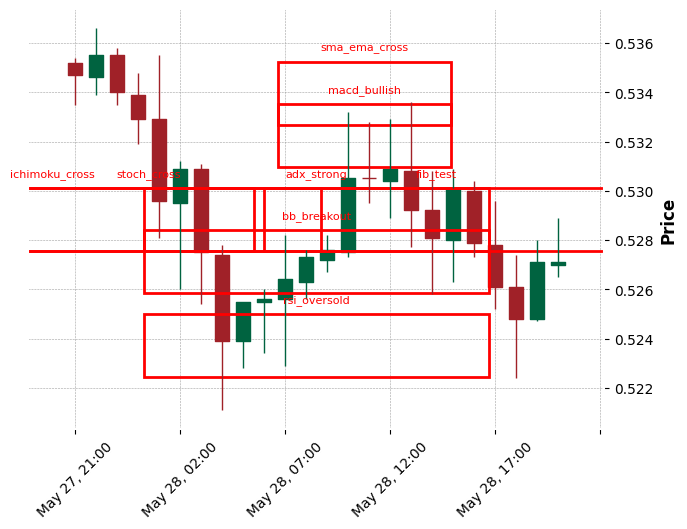 sma_ema_cross
macd_bullish
ichimoku_cross
stoch_cross
adx_strong
fib_test
bb_breakout
rsi_oversold
0.536
0.534
0.532
0.530
0.528
0.526
0.524
0.522
Price
May 27, 21:00
May 28, 02:00
May 28, 07:00
May 28, 12:00
May 28, 17:00